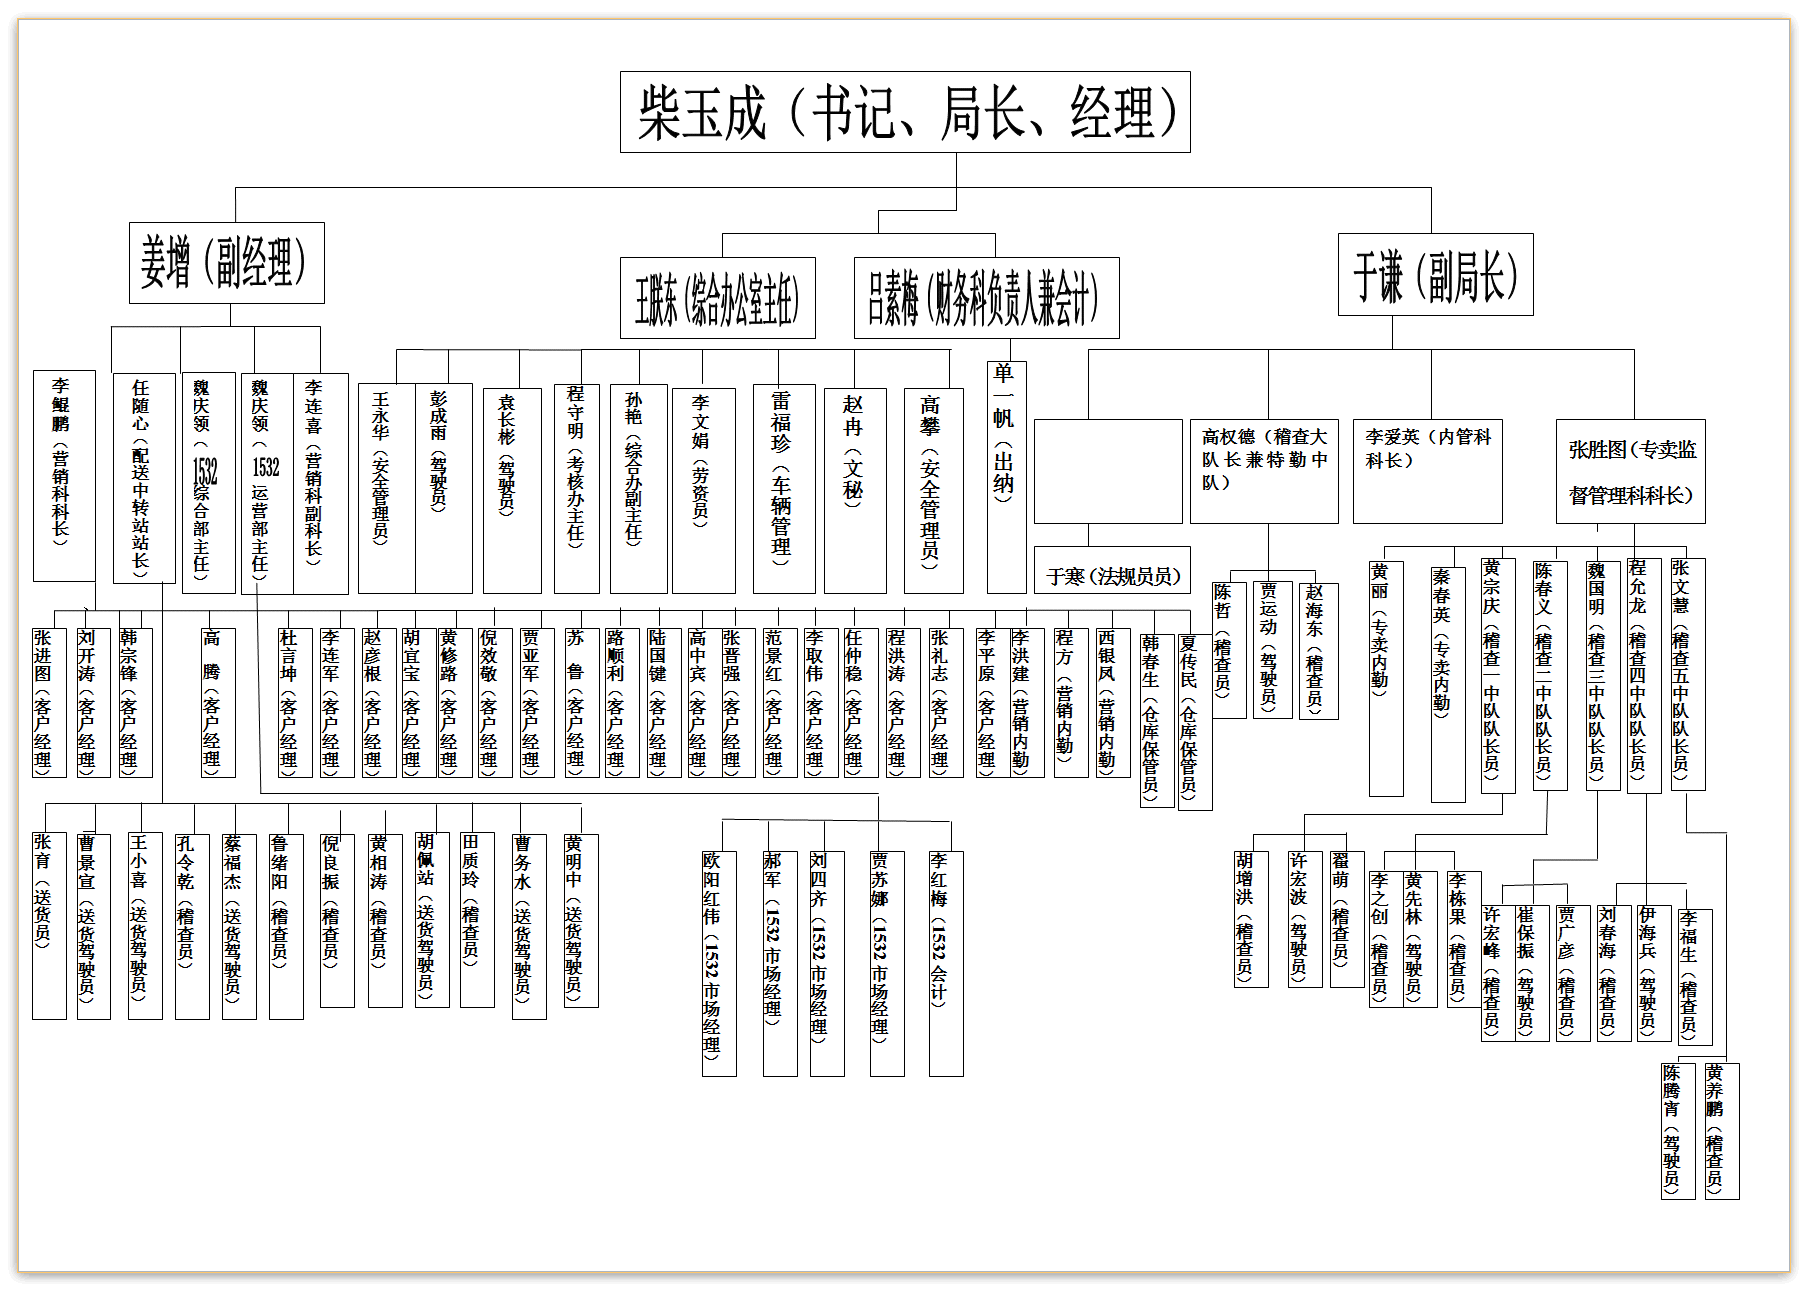 柴玉成（书记、局长、经理）
姜增（副经理）
王朕东（综合办公室主任）
吕素梅（财务科负责人兼会计）
于谦（副局长）
李鲲鹏（营销科科长）
任随心（配送中转站站长）
魏庆领（1532综合部主任）
魏庆领（1532运营部主任）
李连喜（营销科副科长）
王永华（安全管理员）
彭成雨（驾驶员）
袁长彬（驾驶员）
程守明（考核办主任）
孙艳（综合办副主任）
李文娟（劳资员）
雷福珍（车辆管理）
赵冉（文秘）
高攀（安全管理员）
单一帆（出纳）
高权德（稽查大
队长兼特勤中
队）
李爱英（内管科
科长）
张胜图（专卖监
督管理科科长）
于寒（法规员员）
陈哲（稽查员）
贾运动（驾驶员）
赵海东（稽查员）
黄丽（专卖内勤）
秦春英（专卖内勤）
黄宗庆（稽查一中队队长员）
陈春义（稽查二中队队长员）
魏国明（稽查三中队队长员）
程允龙（稽查四中队队长员）
张文慧（稽查五中队队长员）
张进图（客户经理）
刘开涛（客户经理）
韩宗锋（客户经理）
高 腾（客户经理）
杜言坤（客户经理）
李连军（客户经理）
赵彦根（客户经理）
胡宜宝（客户经理）
黄修路（客户经理）
倪效敬（客户经理）
贾亚军（客户经理）
苏 鲁（客户经理）
路顺利（客户经理）
陆国键（客户经理）
高中宾（客户经理）
张晋强（客户经理）
范景红（客户经理）
李取伟（客户经理）
任仲稳（客户经理）
程洪涛（客户经理）
张礼志（客户经理）
李平原（客户经理）
李洪建（营销内勤）
程方（营销内勤）
西银凤（营销内勤）
韩春生（仓库保管员）
夏传民（仓库保管员）
张育（送货员）
曹景宣（送货驾驶员）
王小喜（送货驾驶员）
孔令乾（稽查员）
蔡福杰（送货驾驶员）
鲁绪阳（稽查员）
倪良振（稽查员）
黄相涛（稽查员）
胡佩站（送货驾驶员）
田质玲（稽查员）
曹务水（送货驾驶员）
黄明中（送货驾驶员）
欧阳红伟（1532市场经理）
郝军（1532市场经理）
刘四齐（1532市场经理）
贾苏娜（1532市场经理）
李红梅（1532会计）
胡增洪（稽查员）
许宏波（驾驶员）
翟萌（稽查员）
李之创（稽查员）
黄先林（驾驶员）
李栋果（稽查员）
许宏峰（稽查员）
崔保振（驾驶员）
贾广彦（稽查员）
刘春海（稽查员）
伊海兵（驾驶员）
李福生（稽查员）
陈腾宵（驾驶员）
黄养鹏（稽查员）